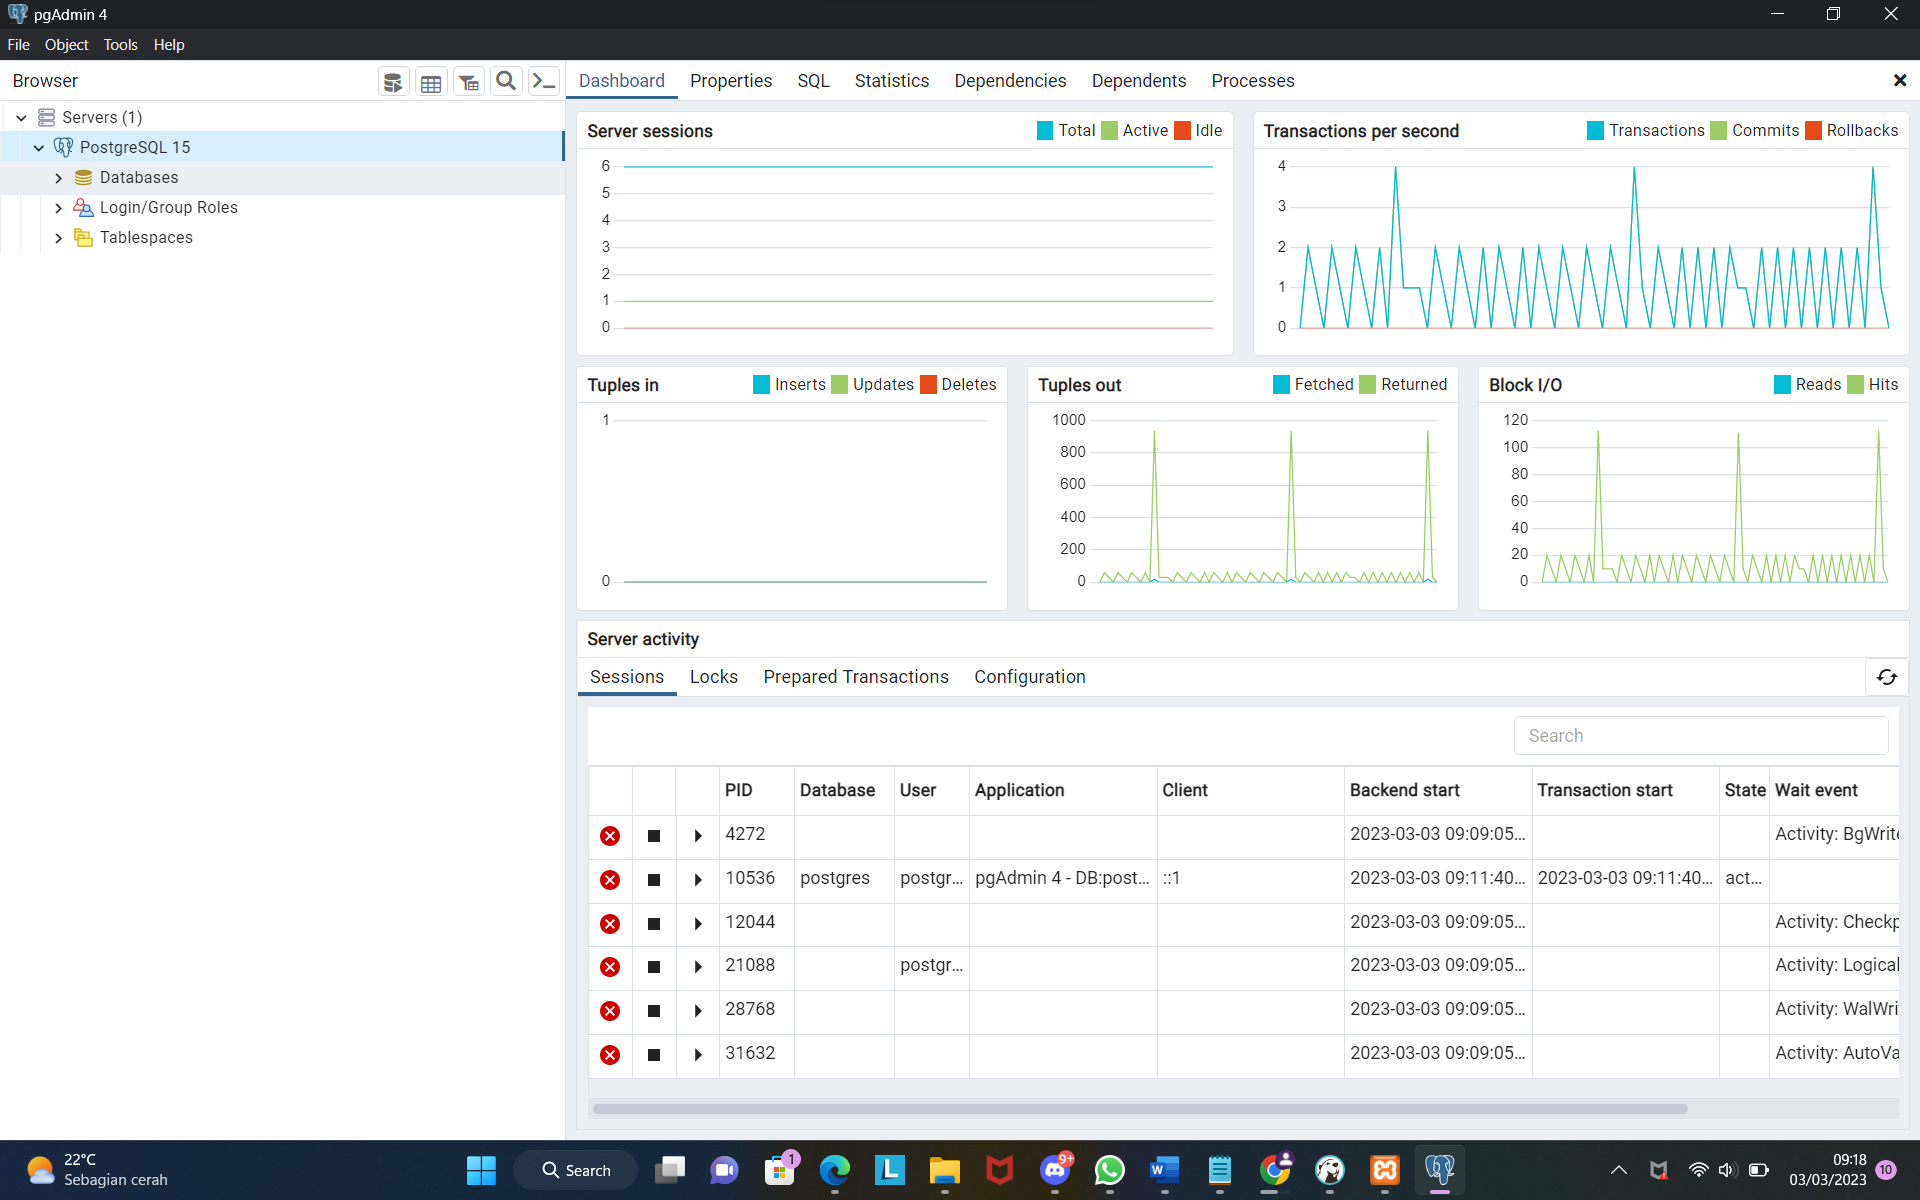 pgAdmin 4
File Object Tools Help
Browser
Dashboard Properties SQL Statistics Dependencies Dependents Processes
Servers (1)
PostgreSQL 15
Databases
Login/Group Roles
Tablespaces
Server sessions
Total Active Idle
6
5
4
3
2
1
0
Transactions per second
Transactions Commits Rollbacks
4
3
2
1
0
Tuples in
Inserts Updates Deletes
1
0
Tuples out
Fetched Returned
1000
800
600
400
200
0
Block I/O
Reads Hits
120
100
80
60
40
20
0
Server activity
Sessions Locks Prepared Transactions Configuration
Search
PID Database User Application Client Backend start Transaction start State Wait event
4272 2023-03-03 09:09:05... Activity: BgWrite
10536 postgres postgr... pgAdmin 4 - DB:post... ::1 2023-03-03 09:11:40... 2023-03-03 09:11:40... act...
12044 2023-03-03 09:09:05... Activity: Checkp
21088 postgr... 2023-03-03 09:09:05... Activity: Logical
28768 2023-03-03 09:09:05... Activity: WalWri
31632 2023-03-03 09:09:05... Activity: AutoVa
22°C
Sebagian cerah
Search
1
L
9+
W
09:18
03/03/2023
10